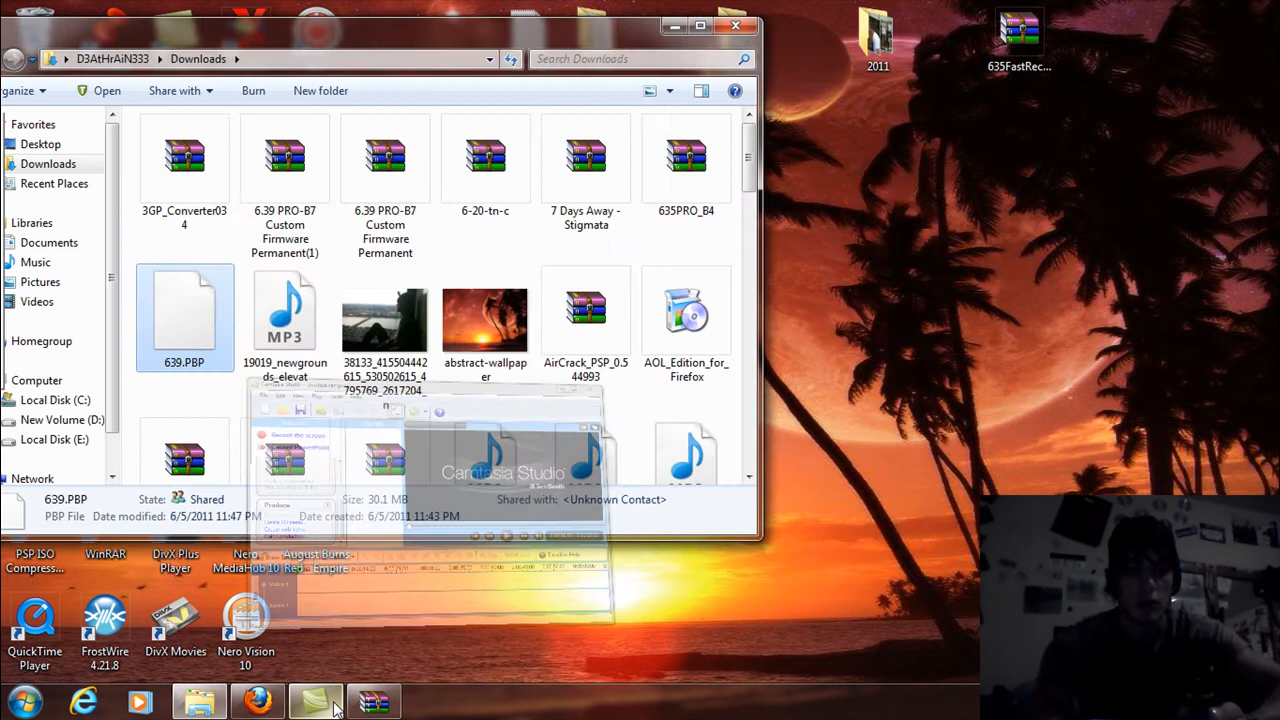 D3AtHrAiN333 Downloads
Search Downloads
2011
635FastRec...
rganize
Open
Share with
Burn
New folder
Favorites
Desktop
Downloads
Recent Places
Libraries
Documents
Music
Pictures
Videos
Homegroup
Computer
Local Disk (C:)
New Volume (D:)
Local Disk (E:)
Network
3GP_Converter03
4
6.39 PRO-B7
Custom
Firmware
Permanent(1)
6.39 PRO-B7
Custom
Firmware
Permanent
6-20-tn-c
7 Days Away -
Stigmata
635PRO_B4
639.PBP
MP3
19019_newgroun
ds_elevat
38133_415504442
615_530502615_4
795769_2617204_
n
abstract-wallpap
er
AirCrack_PSP_0.5
44993
AOL_Edition_for_
Firefox
Record the screen
Camtasia Studio
Produce
639.PBP
State: Shared
Size: 30.1 MB
Shared with: <Unknown Contact>
PBP File
Date modified: 6/5/2011 11:47 PM
Date created: 6/5/2011 11:43 PM
PSP ISO
Compress...
WinRAR
DivX Plus
Player
Nero
MediaHub 10
August Burns
Red - Empire
QuickTime
Player
FrostWire
4.21.8
DivX Movies
Nero Vision
10